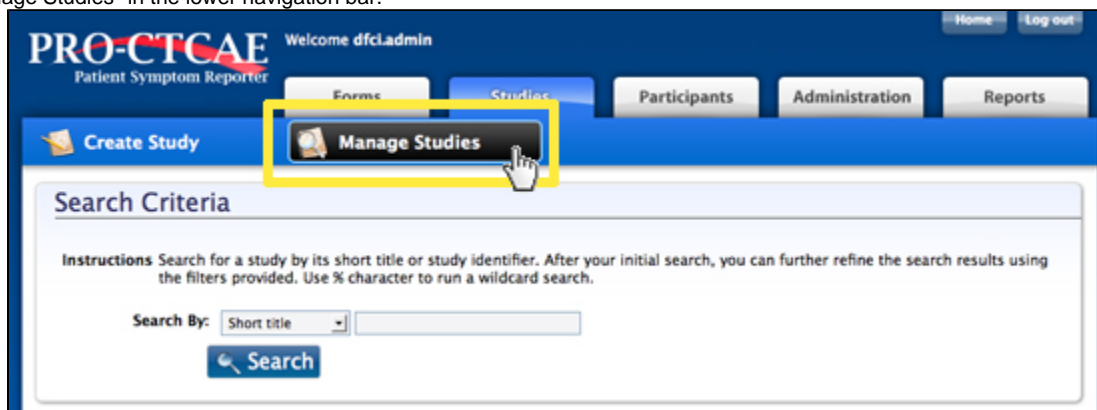 age Studies" in the lower navigation bar.
Home Log out
PRO-CTCAE Welcome dfci.admin
Patient Symptom Reporter
Forms Studies Participants Administration Reports
Create Study Manage Studies
Search Criteria
Instructions Search for a study by its short title or study identifier. After your initial search, you can further refine the search results using
the filters provided. Use % character to run a wildcard search.
Search By: Short title
Search